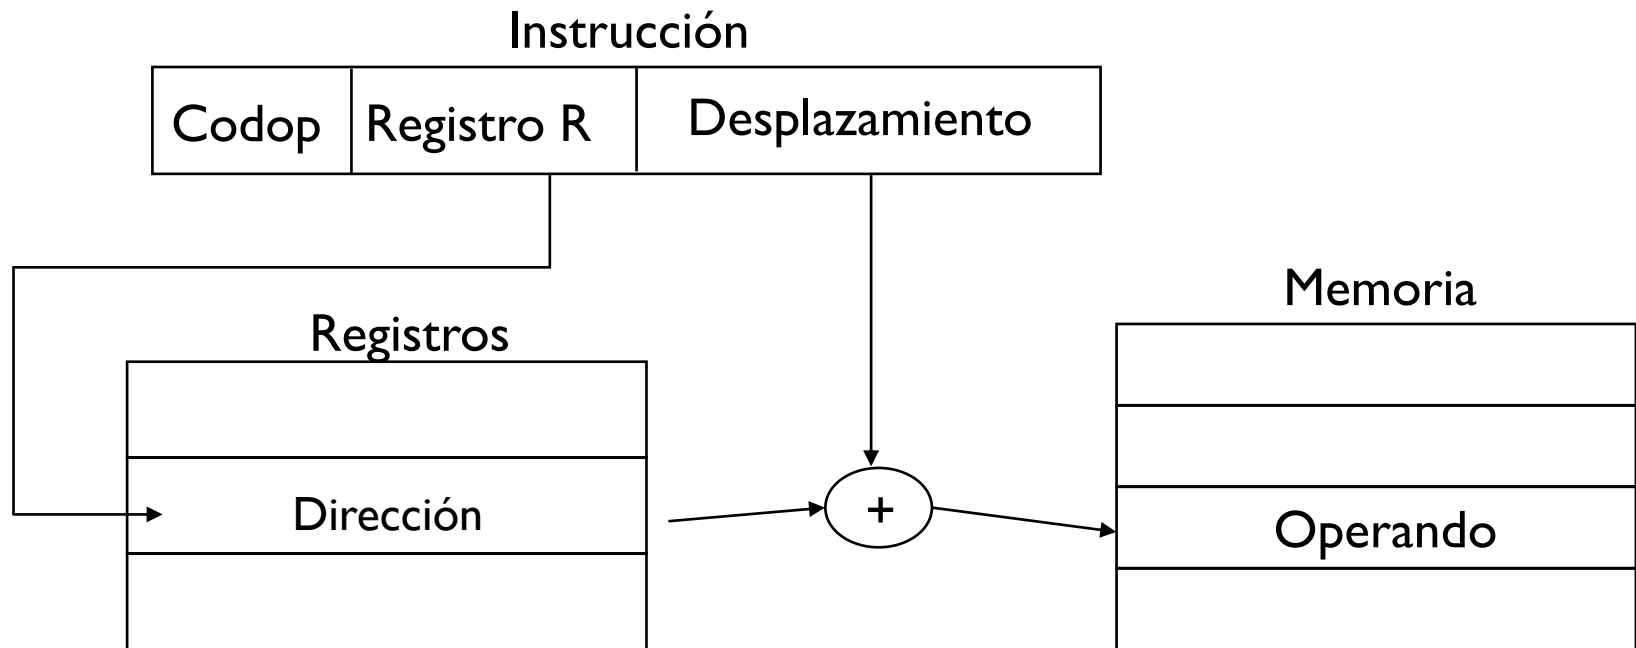 Instrucción
Codop
Registro R
Desplazamiento
Memoria
Registros
Dirección
+
Operando